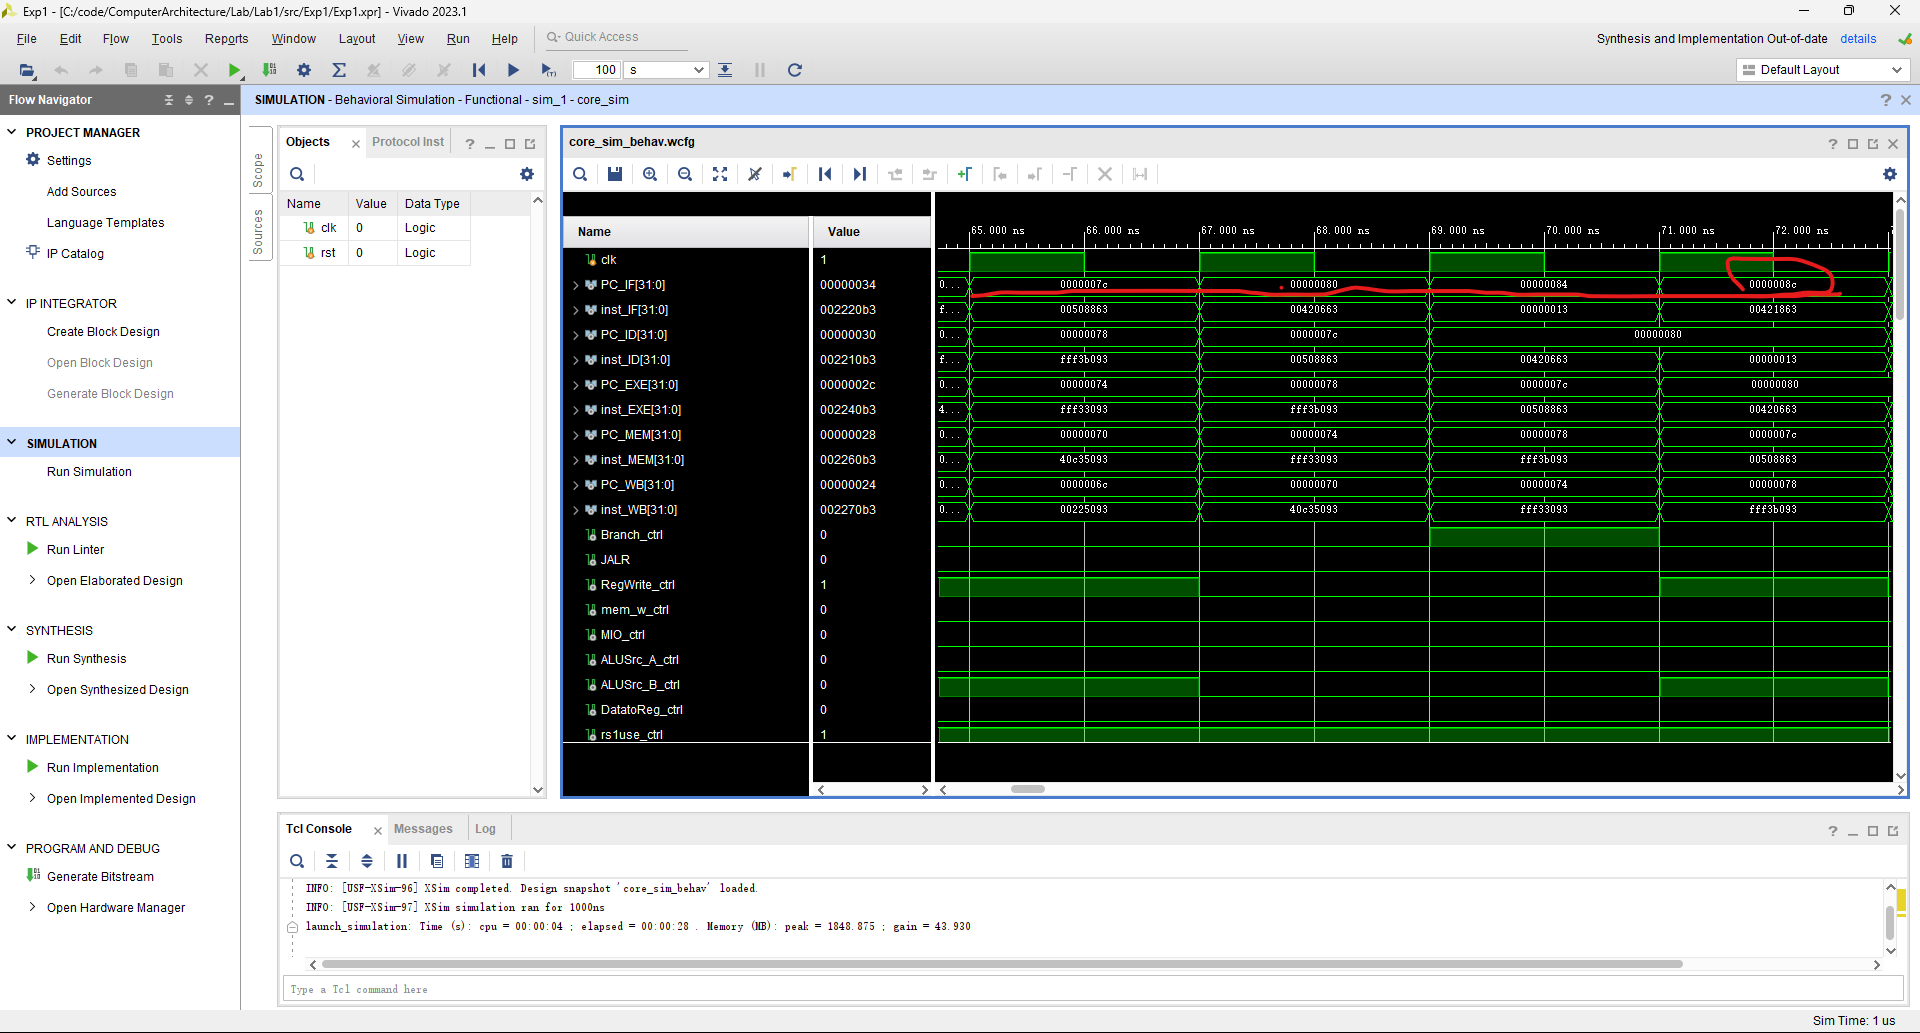 Exp1 - [C:/code/ComputerArchitecture/Lab/Lab1/src/Exp1/Exp1.xpr] - Vivado 2023.1
File Edit Flow Tools Reports Window Layout View Run Help Quick Access
Synthesis and Implementation Out-of-date details
100 s
Default Layout
Flow Navigator
PROJECT MANAGER
Settings
Add Sources
Language Templates
IP Catalog
IP INTEGRATOR
Create Block Design
Open Block Design
Generate Block Design
SIMULATION
Run Simulation
RTL ANALYSIS
Run Linter
Open Elaborated Design
SYNTHESIS
Run Synthesis
Open Synthesized Design
IMPLEMENTATION
Run Implementation
Open Implemented Design
PROGRAM AND DEBUG
Generate Bitstream
Open Hardware Manager
SIMULATION - Behavioral Simulation - Functional - sim_1 - core_sim
Scope
Sources
Objects Protocol Inst
Name Value Data Type
clk 0 Logic
rst 0 Logic
core_sim_behav.wcfg
Name Value
65.000 ns 66.000 ns 67.000 ns 68.000 ns 69.000 ns 70.000 ns 71.000 ns 72.000 ns
clk 1
PC_IF[31:0] 00000034 0... 0000007c 00000080 00000084 0000008c
inst_IF[31:0] 002220b3 f... 00508863 00420663 00000013 00421863
PC_ID[31:0] 00000030 0... 00000078 0000007c 00000080
inst_ID[31:0] 002210b3 f... fff3b093 00508863 00420663 00000013
PC_EXE[31:0] 0000002c 0... 00000074 00000078 0000007c 00000080
inst_EXE[31:0] 002240b3 4... fff33093 fff3b093 00508863 00420663
PC_MEM[31:0] 00000028 0... 00000070 00000074 00000078 0000007c
inst_MEM[31:0] 002260b3 0... 40c35093 fff33093 fff3b093 00508863
PC_WB[31:0] 00000024 0... 0000006c 00000070 00000074 00000078
inst_WB[31:0] 002270b3 0... 00225093 40c35093 fff33093 fff3b093
Branch_ctrl 0
JALR 0
RegWrite_ctrl 1
mem_w_ctrl 0
MIO_ctrl 0
ALUSrc_A_ctrl 0
ALUSrc_B_ctrl 0
DatatoReg_ctrl 0
rs1use_ctrl 1
Tcl Console Messages Log
INFO: [USF-XSim-96] XSim completed. Design snapshot 'core_sim_behav' loaded.
INFO: [USF-XSim-97] XSim simulation ran for 1000ns
launch_simulation: Time (s): cpu = 00:00:04 ; elapsed = 00:00:28 . Memory (MB): peak = 1848.875 ; gain = 43.930
Type a Tcl command here
Sim Time: 1 us